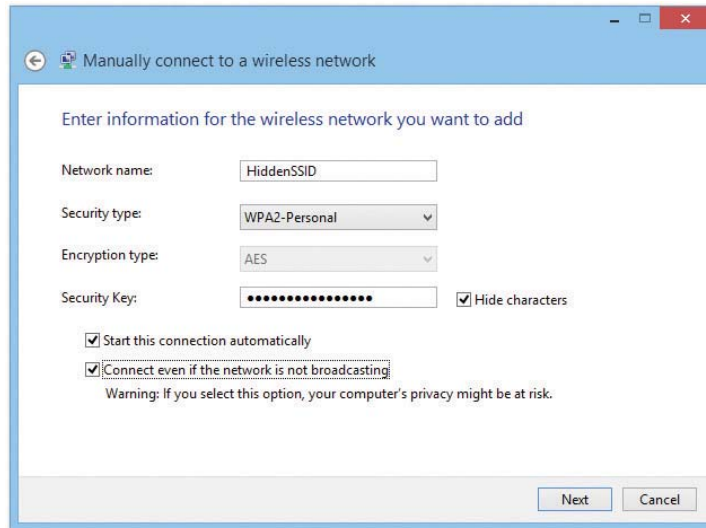 Manually connect to a wireless network
Enter information for the wireless network you want to add
Network name: HiddenSSID
Security type: WPA2-Personal
Encryption type: AES
Security Key: ●●●●●●●●●●●●●●●● Hide characters
Start this connection automatically
Connect even if the network is not broadcasting
Warning: If you select this option, your computer's privacy might be at risk.
Next Cancel